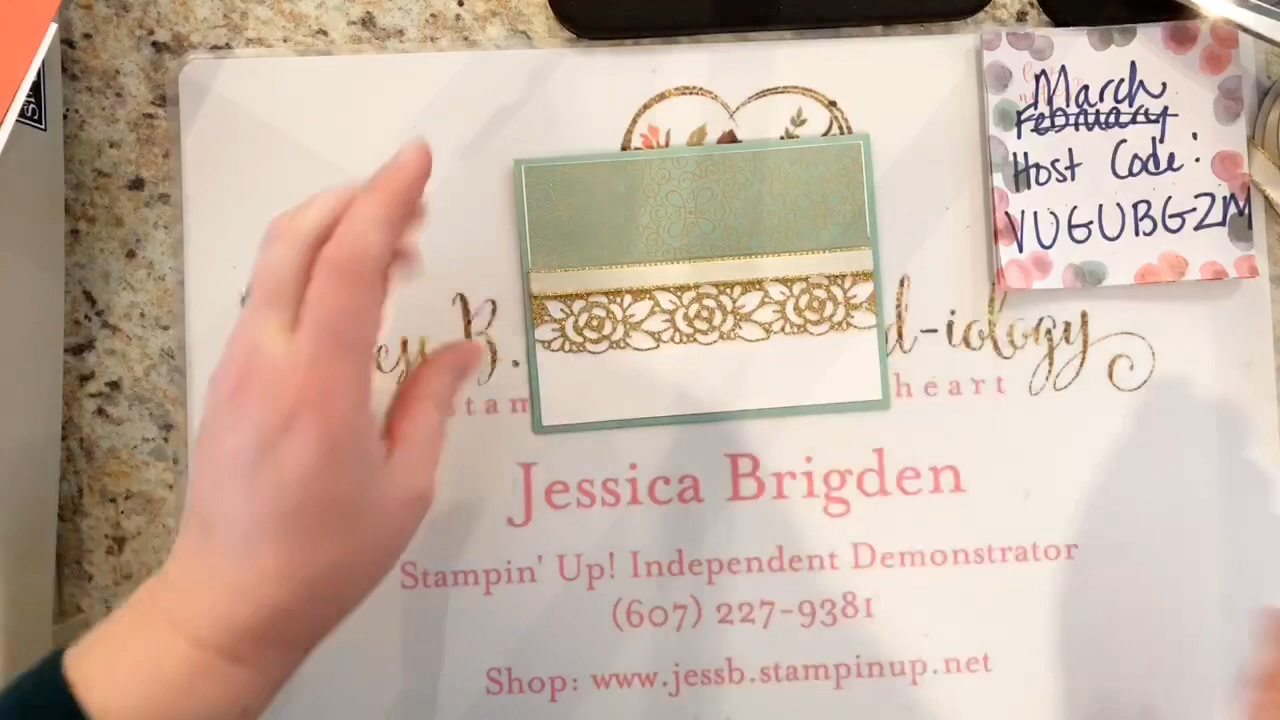 March
February
Host Code:
VUGUBGZM
B.
d-iology
stam
heart
Jessica Brigden
Stampin' Up! Independent Demonstrator
(607) 227-9381
Shop: www.jessb.stampinup.net